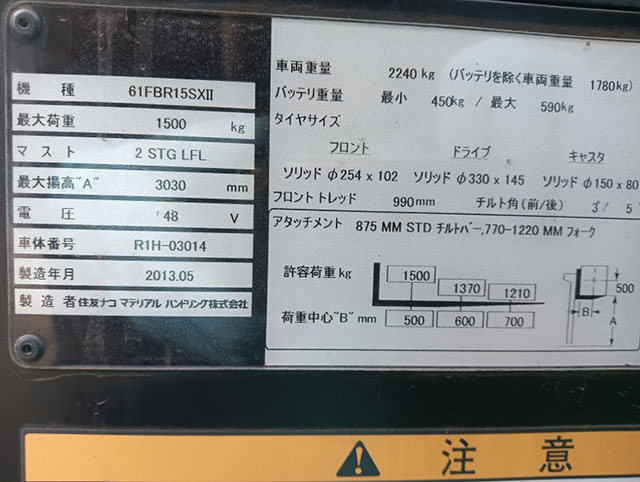 機種 61FBR15SXII
最大荷重 1500 kg
マスト 2 STG LFL
最大揚高"A" 3030 mm
電圧 48 V
車体番号 R1H-03014
製造年月 2013.05
製造者 住友ナコ マテリアル ハンドリング株式会社
車両重量 2240 kg (バッテリを除く車両重量 1780kg)
バッテリ重量 最小 450kg / 最大 590kg
タイヤサイズ
フロント ドライブ キャスタ
ソリッド φ254 x 102 ソリッド φ330 x 145 ソリッド φ150 x 80
フロント トレッド 990mm チルト角(前/後) 3/ 5
アタッチメント 875 MM STD チルトバー,770-1220 MM フォーク
許容荷重 kg 1500 1370 1210
荷重中心"B" mm 500 600 700
500
B A
注意